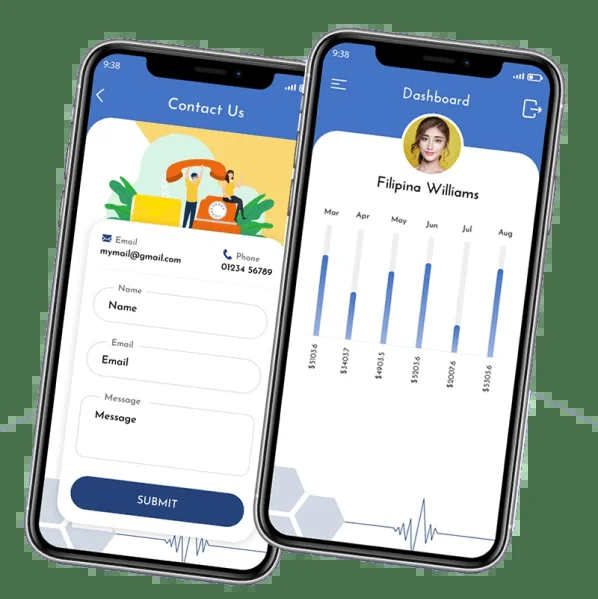 9:38
Contact Us
Email
mymail@gmail.com
Phone
01234 56789
Name
Name
Email
Email
Message
Message
SUBMIT
9:38
Dashboard
Filipina Williams
Mar Apr May Jun Jul Aug
$5103.6 $3403.7 $4903.5 $5203.6 $2007.6 $5303.6